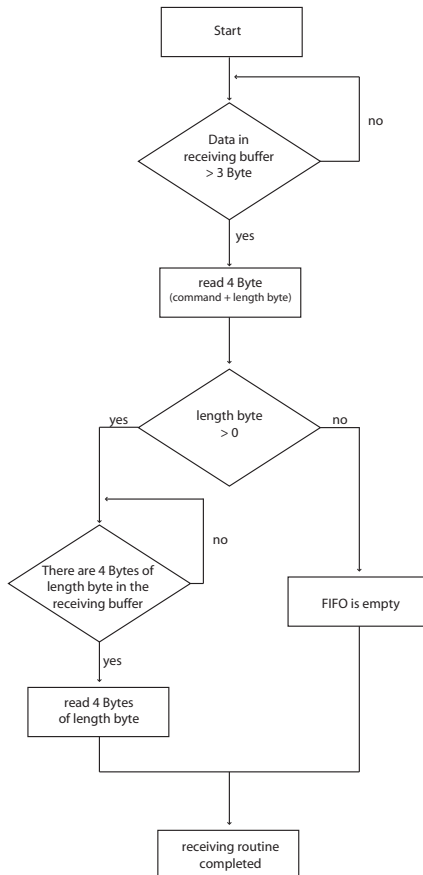 Start
no
Data in
receiving buffer
> 3 Byte
yes
read 4 Byte
(command + length byte)
yes
length byte
> 0
no
no
There are 4 Bytes of
length byte in the
receiving buffer
FIFO is empty
yes
read 4 Bytes
of length byte
receiving routine
completed